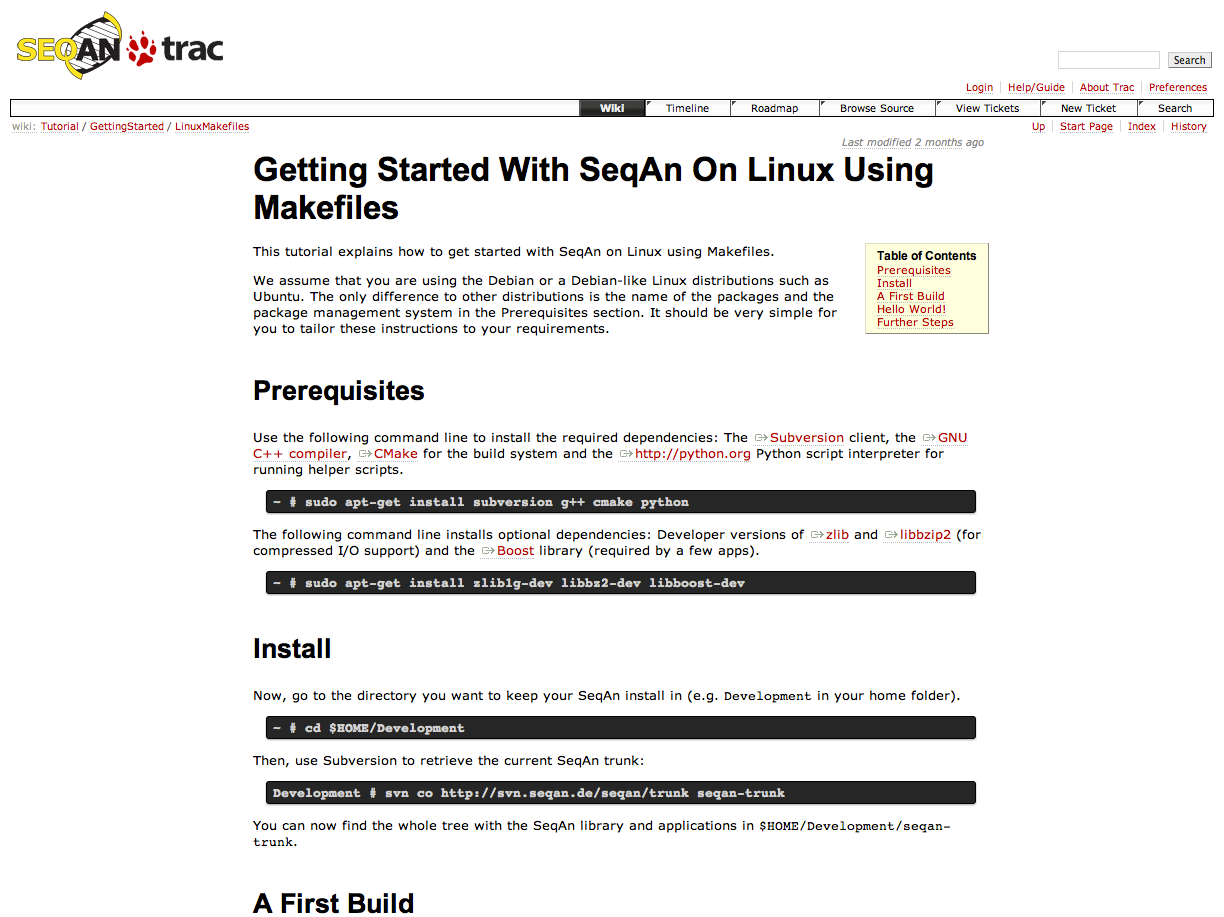 SEQAN trac
Search
Login Help/Guide About Trac Preferences
Wiki Timeline Roadmap Browse Source View Tickets New Ticket Search
wiki: Tutorial / GettingStarted / LinuxMakefiles
Up Start Page Index History
Last modified 2 months ago
Getting Started With SeqAn On Linux Using
Makefiles
This tutorial explains how to get started with SeqAn on Linux using Makefiles.
We assume that you are using the Debian or a Debian-like Linux distributions such as
Ubuntu. The only difference to other distributions is the name of the packages and the
package management system in the Prerequisites section. It should be very simple for
you to tailor these instructions to your requirements.
Table of Contents
Prerequisites
Install
A First Build
Hello World!
Further Steps
Prerequisites
Use the following command line to install the required dependencies: The Subversion client, the GNU
C++ compiler, CMake for the build system and the http://python.org Python script interpreter for
running helper scripts.
~ # sudo apt-get install subversion g++ cmake python
The following command line installs optional dependencies: Developer versions of zlib and libbzip2 (for
compressed I/O support) and the Boost library (required by a few apps).
~ # sudo apt-get install zlib1g-dev libbz2-dev libboost-dev
Install
Now, go to the directory you want to keep your SeqAn install in (e.g. Development in your home folder).
~ # cd $HOME/Development
Then, use Subversion to retrieve the current SeqAn trunk:
Development # svn co http://svn.seqan.de/seqan/trunk seqan-trunk
You can now find the whole tree with the SeqAn library and applications in $HOME/Development/seqan-
trunk.
A First Build